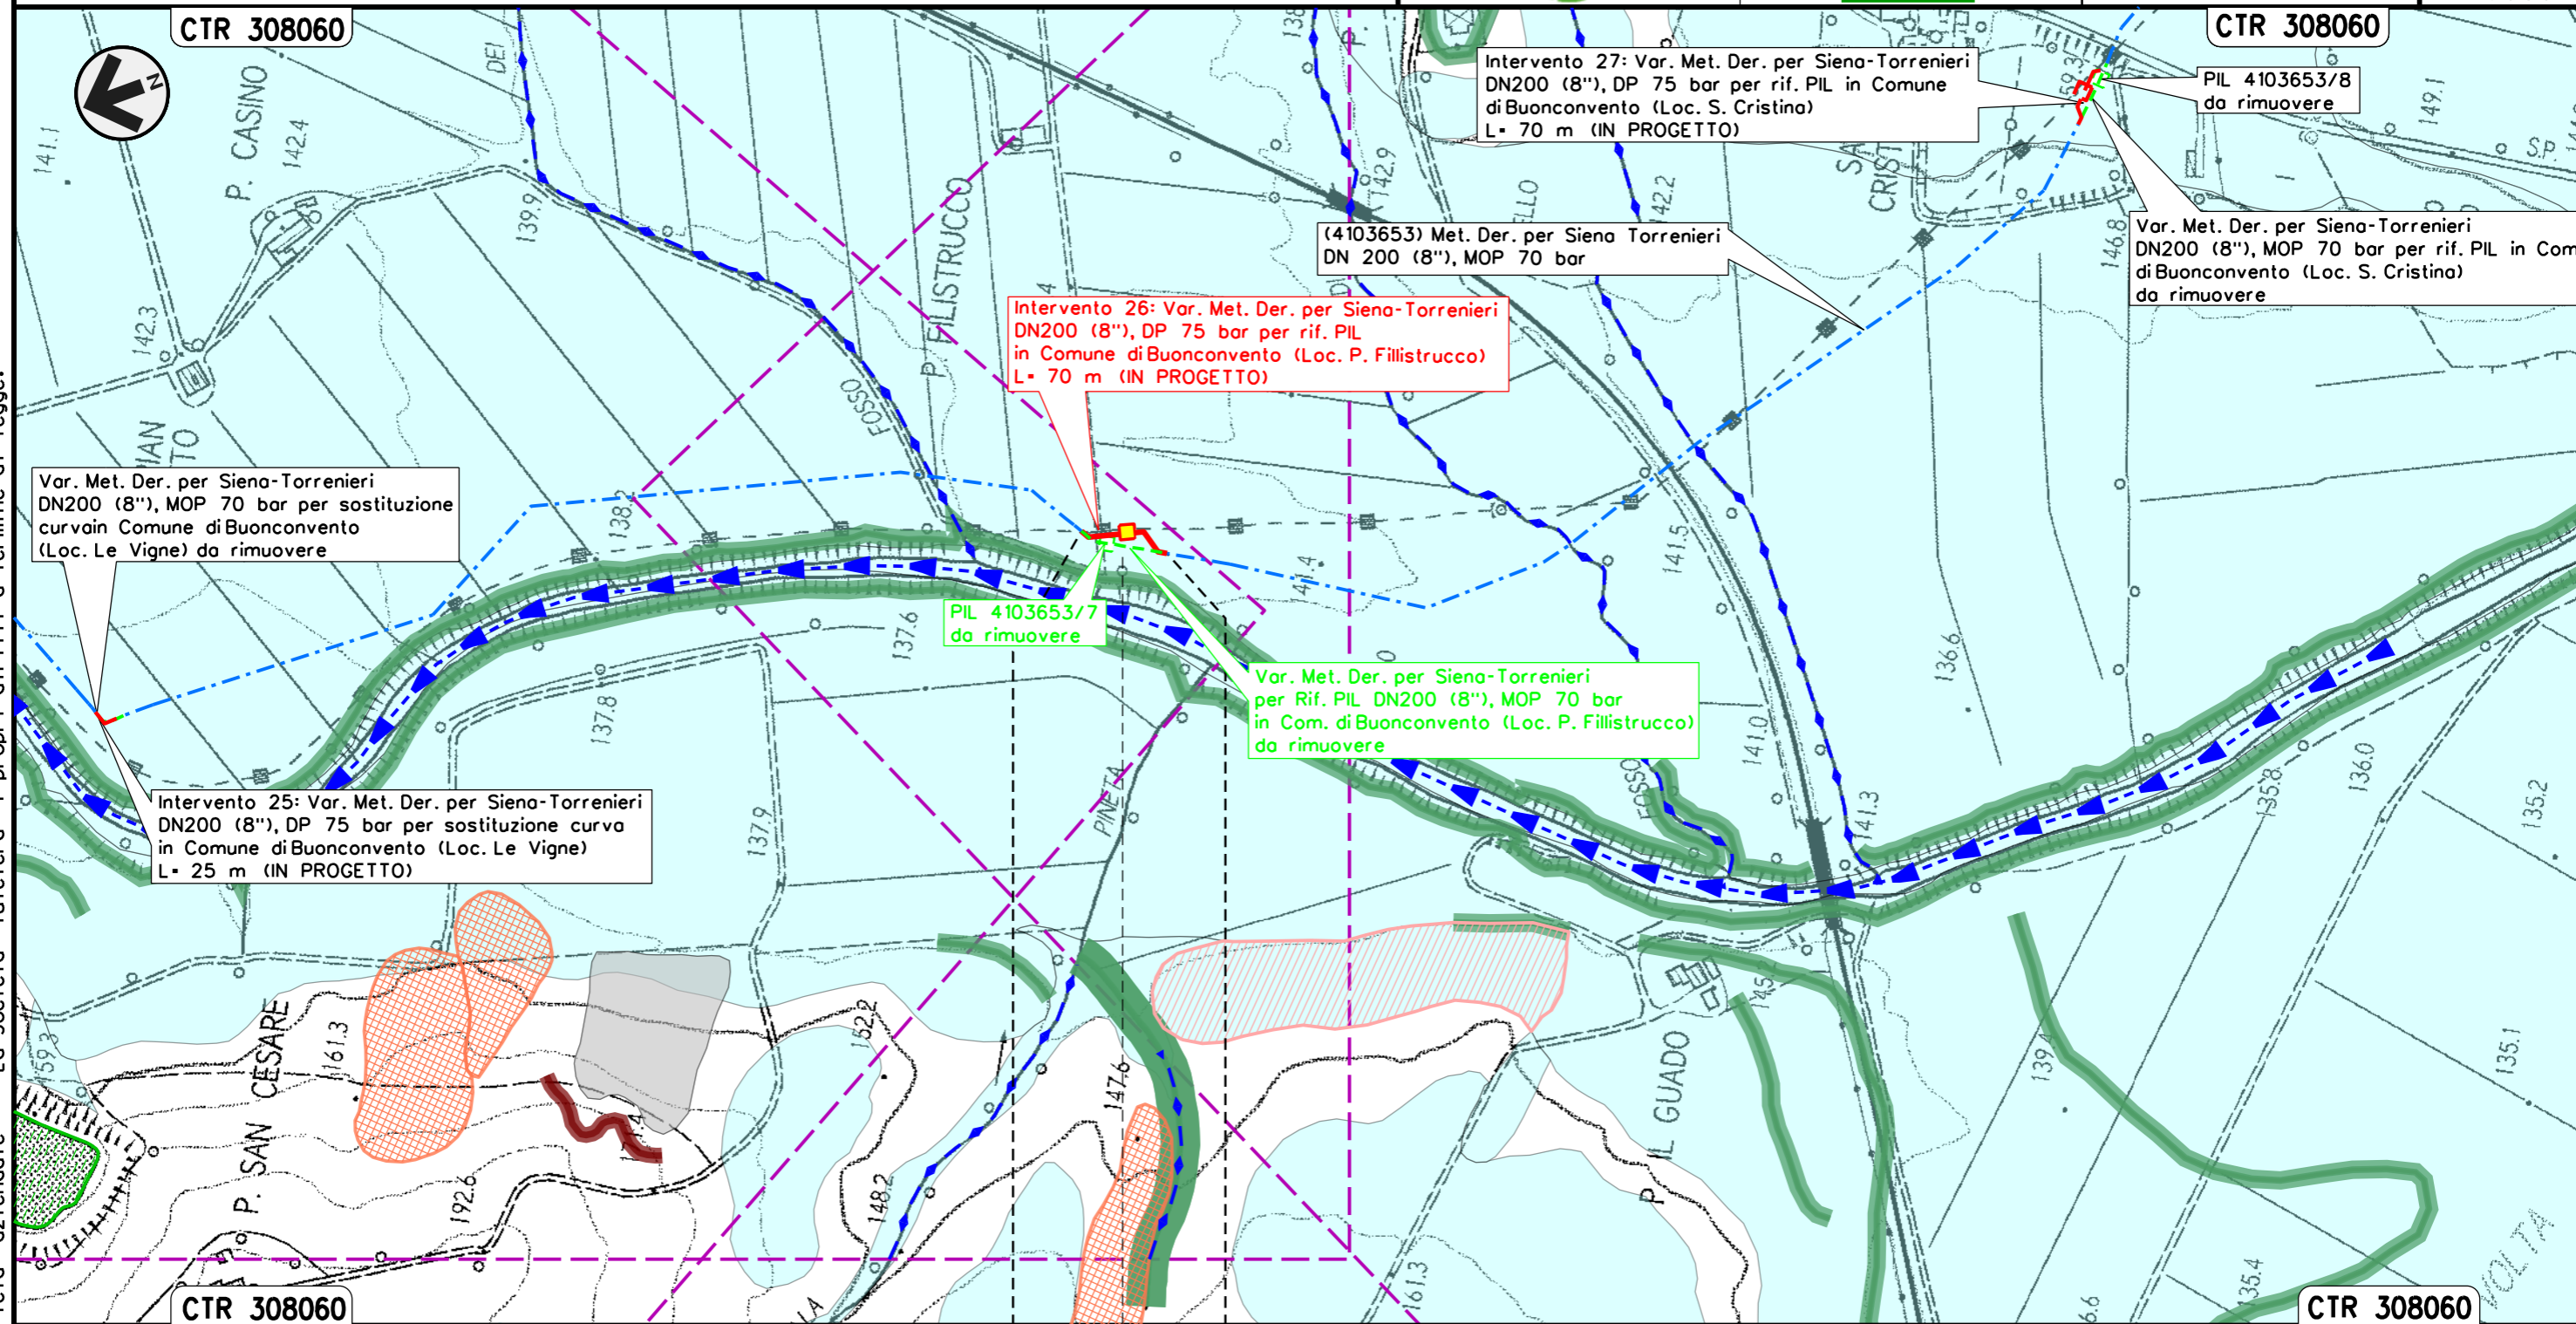 CTR 308060
CTR 308060
N
141.1
P. CASINO
142.4
DEI
139.9
142.3
P. FILISTRUCCO
FOSSO
138
142.9
142.2
Intervento 27: Var. Met. Der. per Siena-Torrenieri
DN200 (8"), DP 75 bar per rif. PIL in Comune
di Buonconvento (Loc. S. Cristina)
L= 70 m (IN PROGETTO)
PIL 4103653/8
da rimuovere
149.1
S.P.
146.8
(4103653) Met. Der. per Siena Torrenieri
DN 200 (8"), MOP 70 bar
Var. Met. Der. per Siena-Torrenieri
DN200 (8"), MOP 70 bar per rif. PIL in Com
di Buonconvento (Loc. S. Cristina)
da rimuovere
Intervento 26: Var. Met. Der. per Siena-Torrenieri
DN200 (8"), DP 75 bar per rif. PIL
in Comune di Buonconvento (Loc. P. Fillistrucco)
L= 70 m (IN PROGETTO)
Var. Met. Der. per Siena-Torrenieri
DN200 (8"), MOP 70 bar per sostituzione
curvain Comune di Buonconvento
(Loc. Le Vigne) da rimuovere
PIL 4103653/7
da rimuovere
Var. Met. Der. per Siena-Torrenieri
per Rif. PIL DN200 (8"), MOP 70 bar
in Com. di Buonconvento (Loc. P. Fillistrucco)
da rimuovere
Intervento 25: Var. Met. Der. per Siena-Torrenieri
DN200 (8"), DP 75 bar per sostituzione curva
in Comune di Buonconvento (Loc. Le Vigne)
L= 25 m (IN PROGETTO)
137.6
137.8
137.9
141.5
141.0
141.3
136.6
135.8
136.0
135.2
PINETA
FOSSO
P. SAN CESARE
161.3
192.6
152.2
148.2
147.6
P. IL GUADO
161.3
135.1
135.4
CTR 308060
CTR 308060